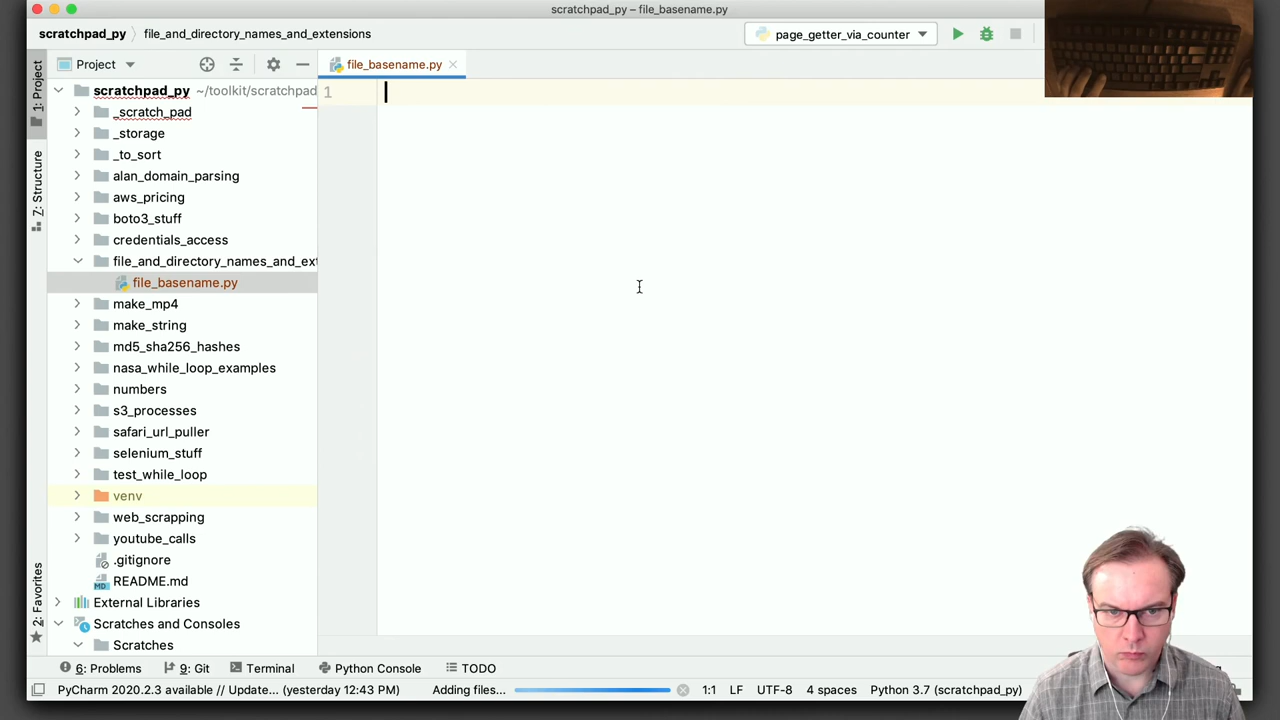 scratchpad_py – file_basename.py
scratchpad_py 〉 file_and_directory_names_and_extensions
page_getter_via_counter
1: Project
Project
file_basename.py
1
scratchpad_py ~/toolkit/scratchpad
_scratch_pad
_storage
_to_sort
alan_domain_parsing
aws_pricing
boto3_stuff
credentials_access
file_and_directory_names_and_ext
file_basename.py
make_mp4
make_string
md5_sha256_hashes
nasa_while_loop_examples
numbers
s3_processes
safari_url_puller
selenium_stuff
test_while_loop
venv
web_scrapping
youtube_calls
.gitignore
README.md
External Libraries
Scratches and Consoles
Scratches
Z: Structure
2: Favorites
6: Problems
9: Git
Terminal
Python Console
TODO
PyCharm 2020.2.3 available // Update... (yesterday 12:43 PM)
Adding files...
1:1
LF
UTF-8
4 spaces
Python 3.7 (scratchpad_py)